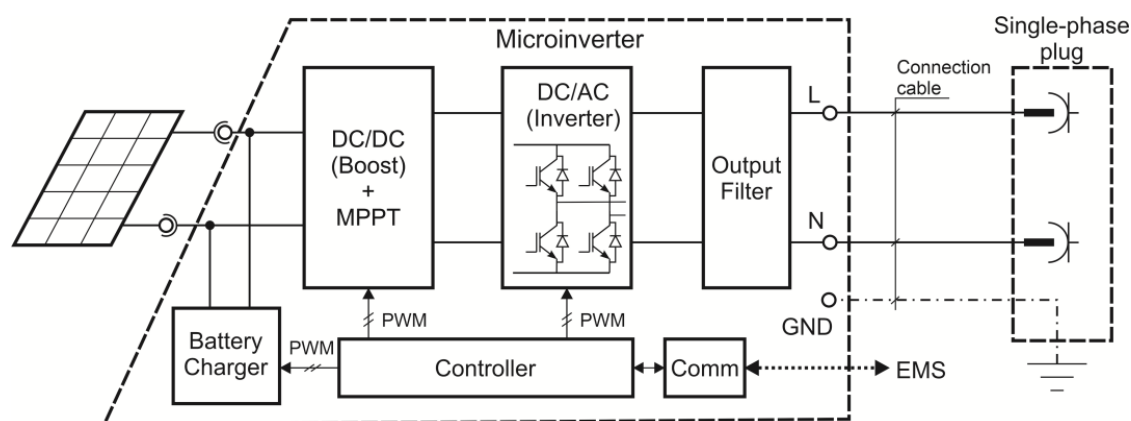 Microinverter
Single-phase
plug
Connection
cable
DC/DC
(Boost)
+
MPPT
DC/AC
(Inverter)
Output
Filter
L
N
GND
PWM
PWM
Battery
Charger
PWM
Controller
Comm
EMS